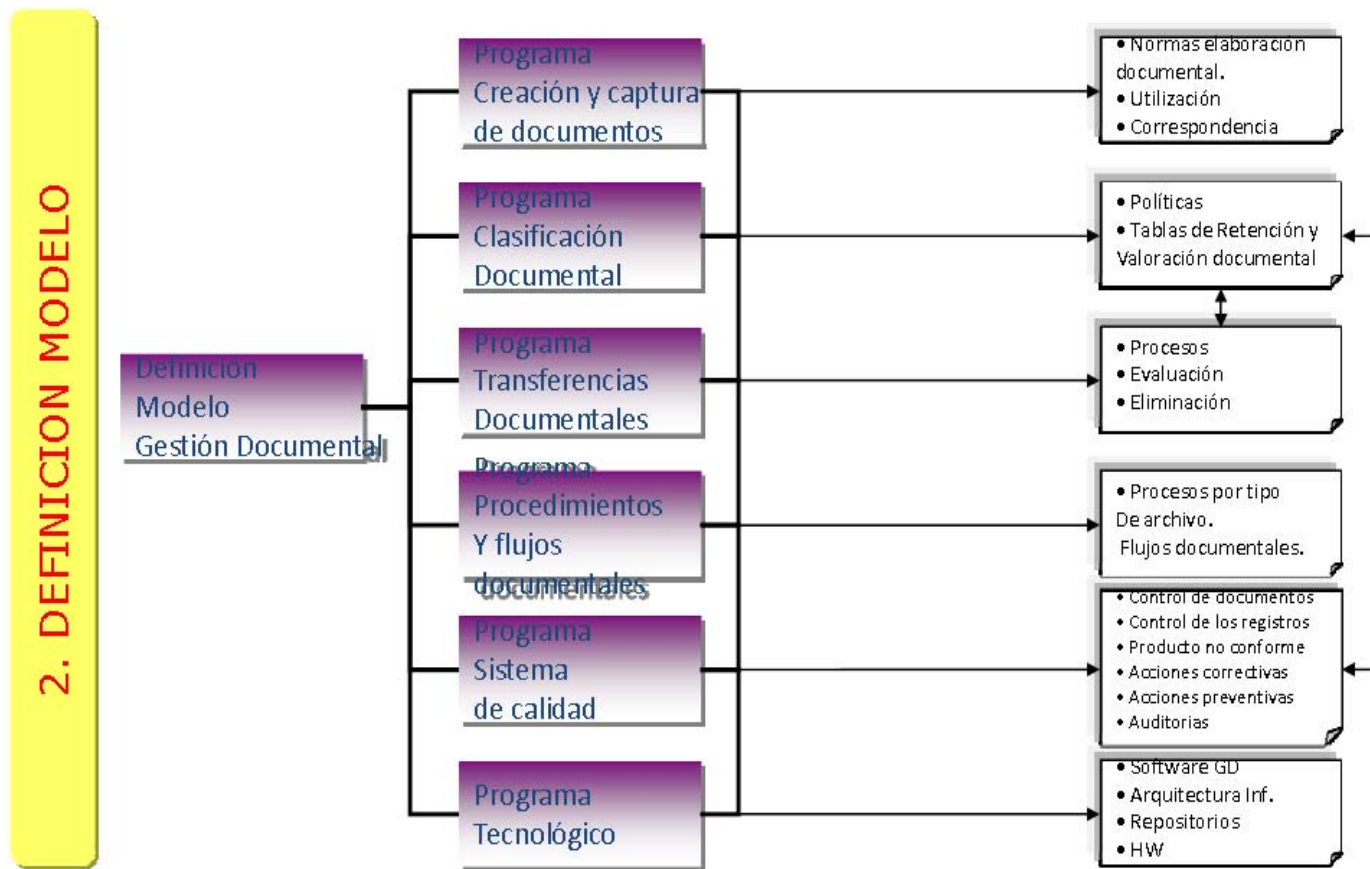 2. DEFINICION MODELO
Definición
Modelo
Gestión Documental
Programa
Creación y captura
de documentos
Programa
Clasificación
Documental
Programa
Transferencias
Documentales
Programa
Procedimientos
Y flujos
documentales
Programa
Sistema
de calidad
Programa
Tecnológico
• Normas elaboración
documental.
• Utilización
• Correspondencia
• Políticas
• Tablas de Retención y
Valoración documental
• Procesos
• Evaluación
• Eliminación
• Procesos por tipo
De archivo.
Flujos documentales.
• Control de documentos
• Control de los registros
• Producto no conforme
• Acciones correctivas
• Acciones preventivas
• Auditorias
• Software GD
• Arquitectura Inf.
• Repositorios
• HW